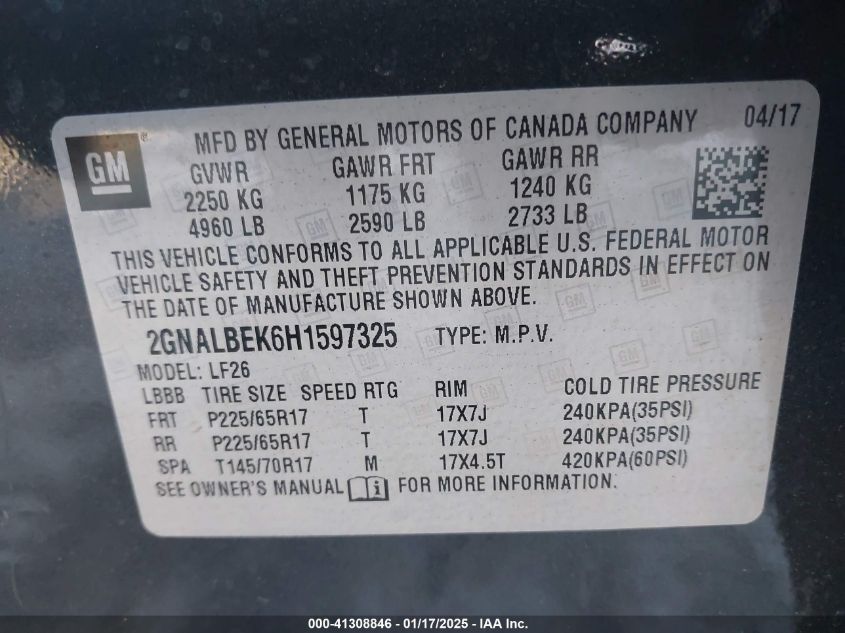 GM
MFD BY GENERAL MOTORS OF CANADA COMPANY 04/17
GVWR GAWR FRT GAWR RR
2250 KG 1175 KG 1240 KG
4960 LB 2590 LB 2733 LB
THIS VEHICLE CONFORMS TO ALL APPLICABLE U.S. FEDERAL MOTOR
VEHICLE SAFETY AND THEFT PREVENTION STANDARDS IN EFFECT ON
THE DATE OF MANUFACTURE SHOWN ABOVE.
2GNALBEK6H1597325 TYPE: M.P.V.
MODEL: LF26
LBBB TIRE SIZE SPEED RTG RIM COLD TIRE PRESSURE
FRT P225/65R17 T 17X7J 240KPA(35PSI)
RR P225/65R17 T 17X7J 240KPA(35PSI)
SPA T145/70R17 M 17X4.5T 420KPA(60PSI)
SEE OWNER'S MANUAL FOR MORE INFORMATION.
000-41308846 - 01/17/2025 - IAA Inc.